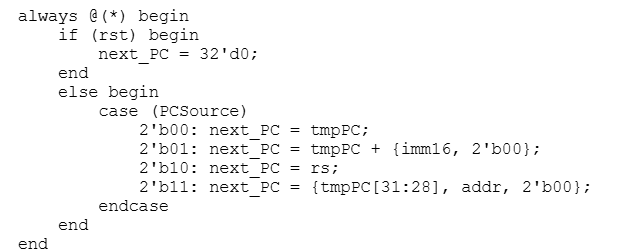 always @(*) begin
    if (rst) begin
        next_PC = 32'd0;
    end
    else begin
        case (PCSource)
            2'b00: next_PC = tmpPC;
            2'b01: next_PC = tmpPC + {imm16, 2'b00};
            2'b10: next_PC = rs;
            2'b11: next_PC = {tmpPC[31:28], addr, 2'b00};
        endcase
    end
end